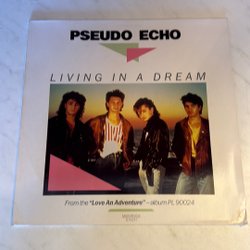 PSEUDO ECHO
LIVING IN A DREAM
From the "Love An Adventure" – album PL 90024